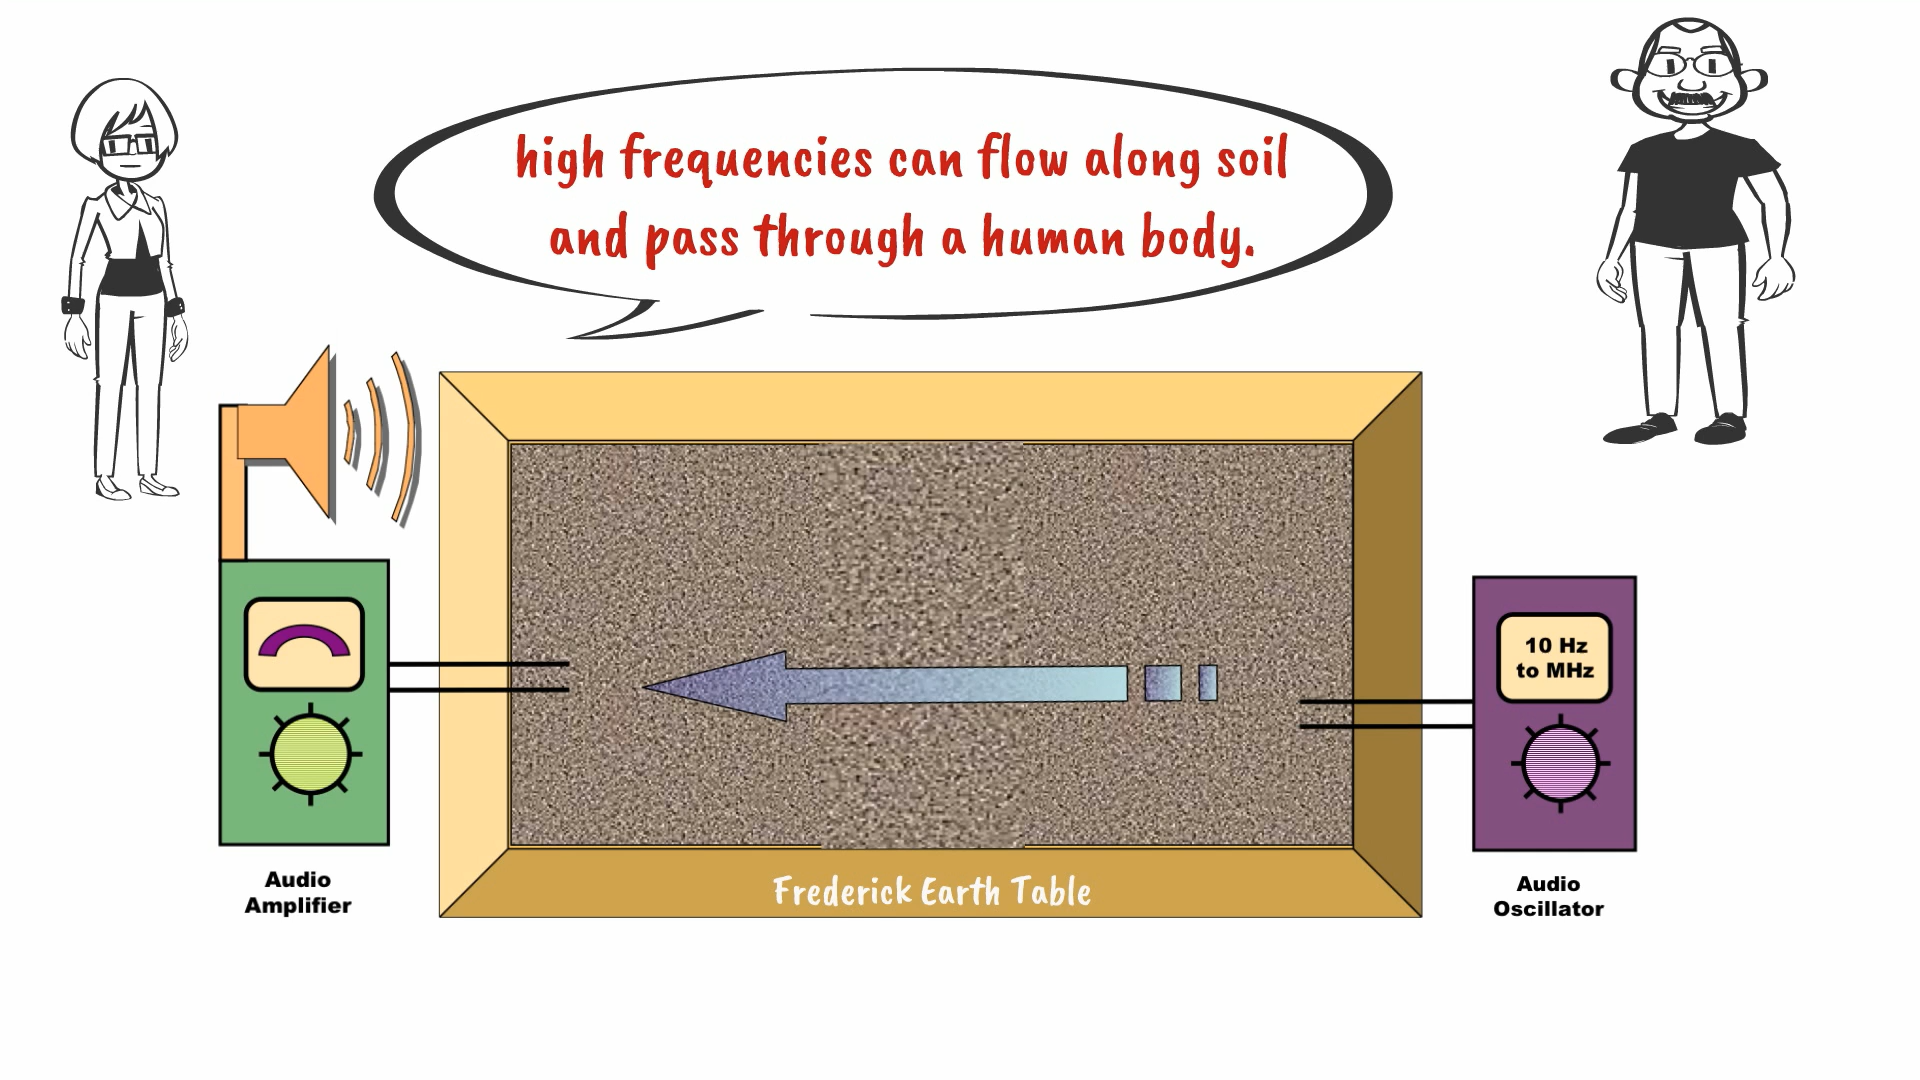 high frequencies can flow along soil
and pass through a human body.
10 Hz
to MHz
Frederick Earth Table
Audio
Amplifier
Audio
Oscillator